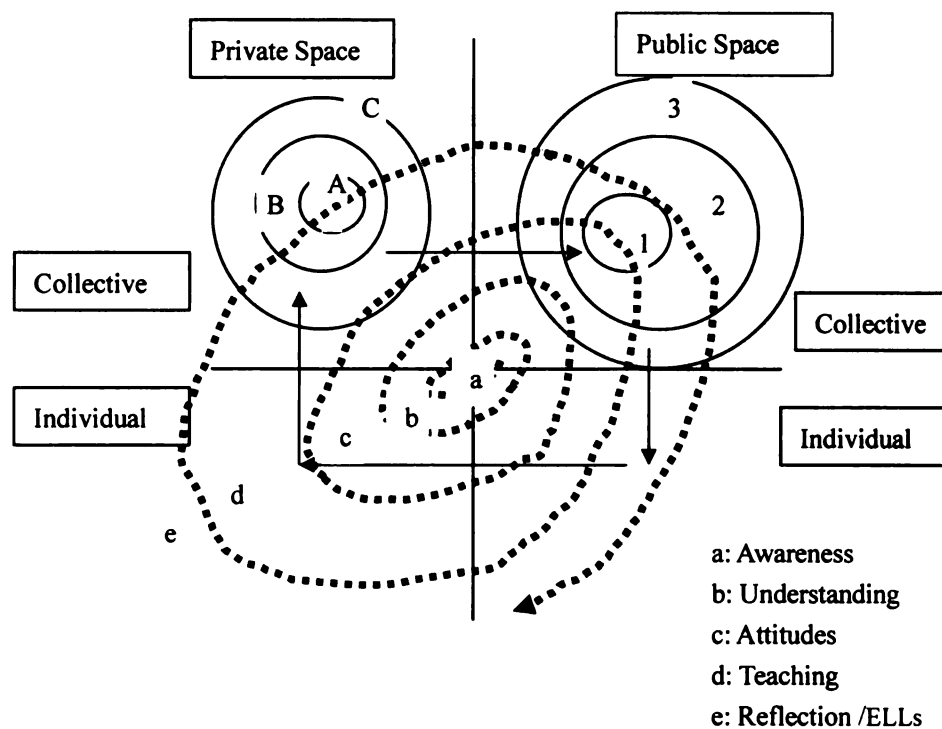 Private Space
Public Space
C
3
A
B
2
1
Collective
Collective
a
Individual
b
Individual
c
d
e
a: Awareness
b: Understanding
c: Attitudes
d: Teaching
e: Reflection /ELLs